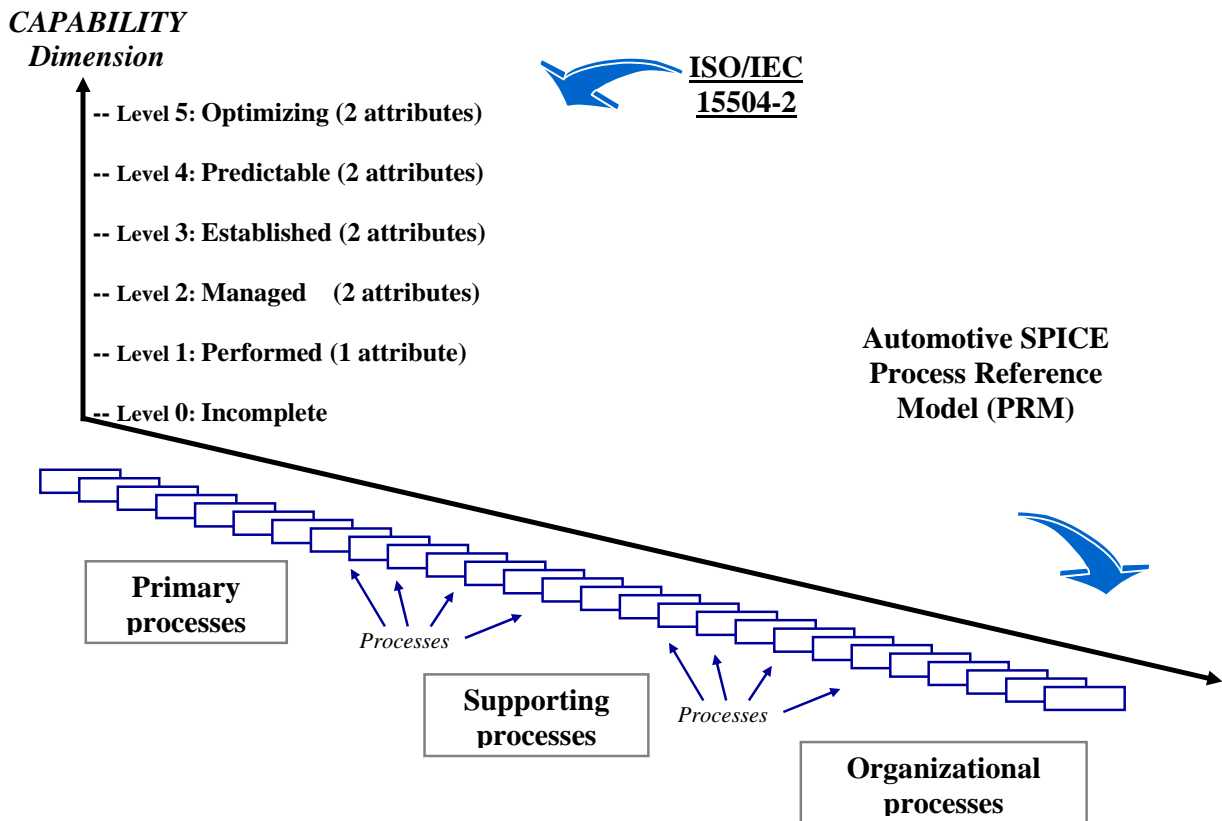 CAPABILITY
Dimension
ISO/IEC
15504-2
-- Level 5: Optimizing (2 attributes)
-- Level 4: Predictable (2 attributes)
-- Level 3: Established (2 attributes)
-- Level 2: Managed (2 attributes)
-- Level 1: Performed (1 attribute)
-- Level 0: Incomplete
Automotive SPICE
Process Reference
Model (PRM)
Primary
processes
Processes
Supporting
processes
Processes
Organizational
processes